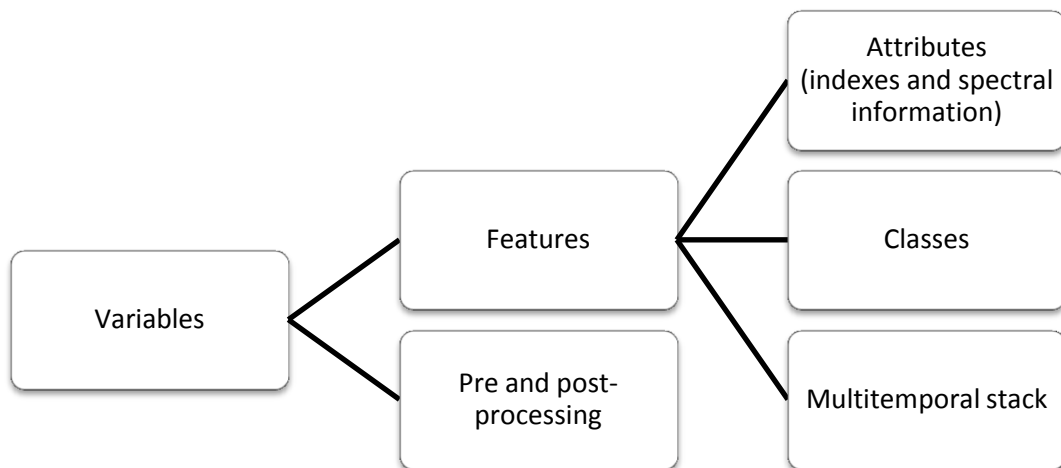 Variables
Features
Pre and post-
processing
Attributes
(indexes and spectral
information)
Classes
Multitemporal stack